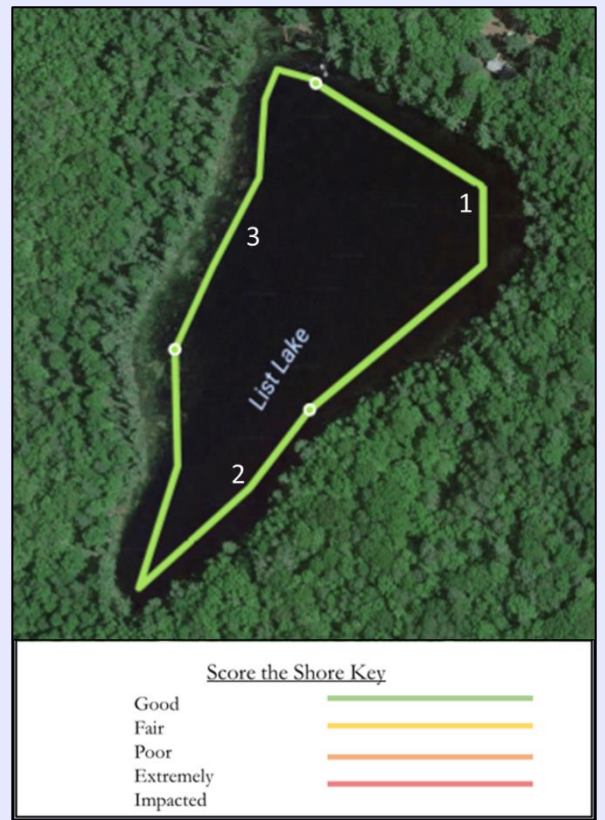 1
3
List Lake
2
Score the Shore Key
Good
Fair
Poor
Extremely
Impacted